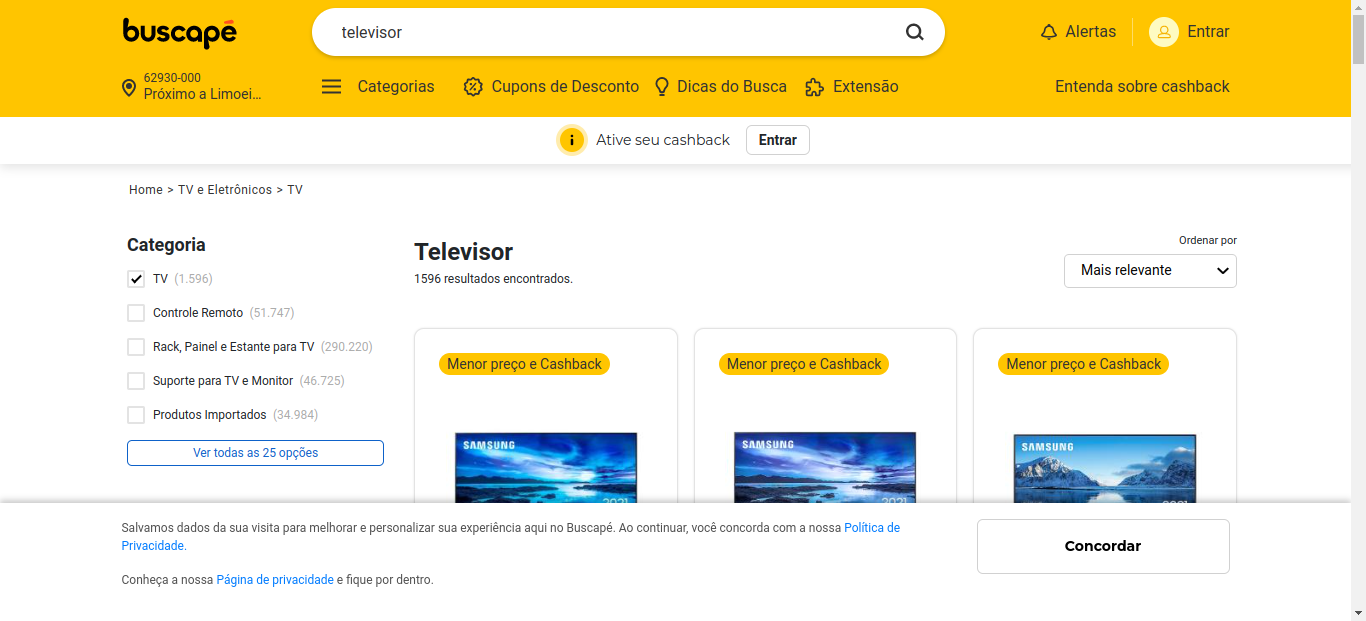 buscapé
televisor
Alertas
Entrar
62930-000
Próximo a Limoei...
Categorias
Cupons de Desconto
Dicas do Busca
Extensão
Entenda sobre cashback
Ative seu cashback
Entrar
Home > TV e Eletrônicos > TV
Categoria
TV (1.596)
Controle Remoto (51.747)
Rack, Painel e Estante para TV (290.220)
Suporte para TV e Monitor (46.725)
Produtos Importados (34.984)
Ver todas as 25 opções
Televisor
1596 resultados encontrados.
Ordenar por
Mais relevante
Menor preço e Cashback
SAMSUNG
2021
Menor preço e Cashback
SAMSUNG
2021
Menor preço e Cashback
SAMSUNG
2021
Salvamos dados da sua visita para melhorar e personalizar sua experiência aqui no Buscapé. Ao continuar, você concorda com a nossa Política de
Privacidade.
Conheça a nossa Página de privacidade e fique por dentro.
Concordar